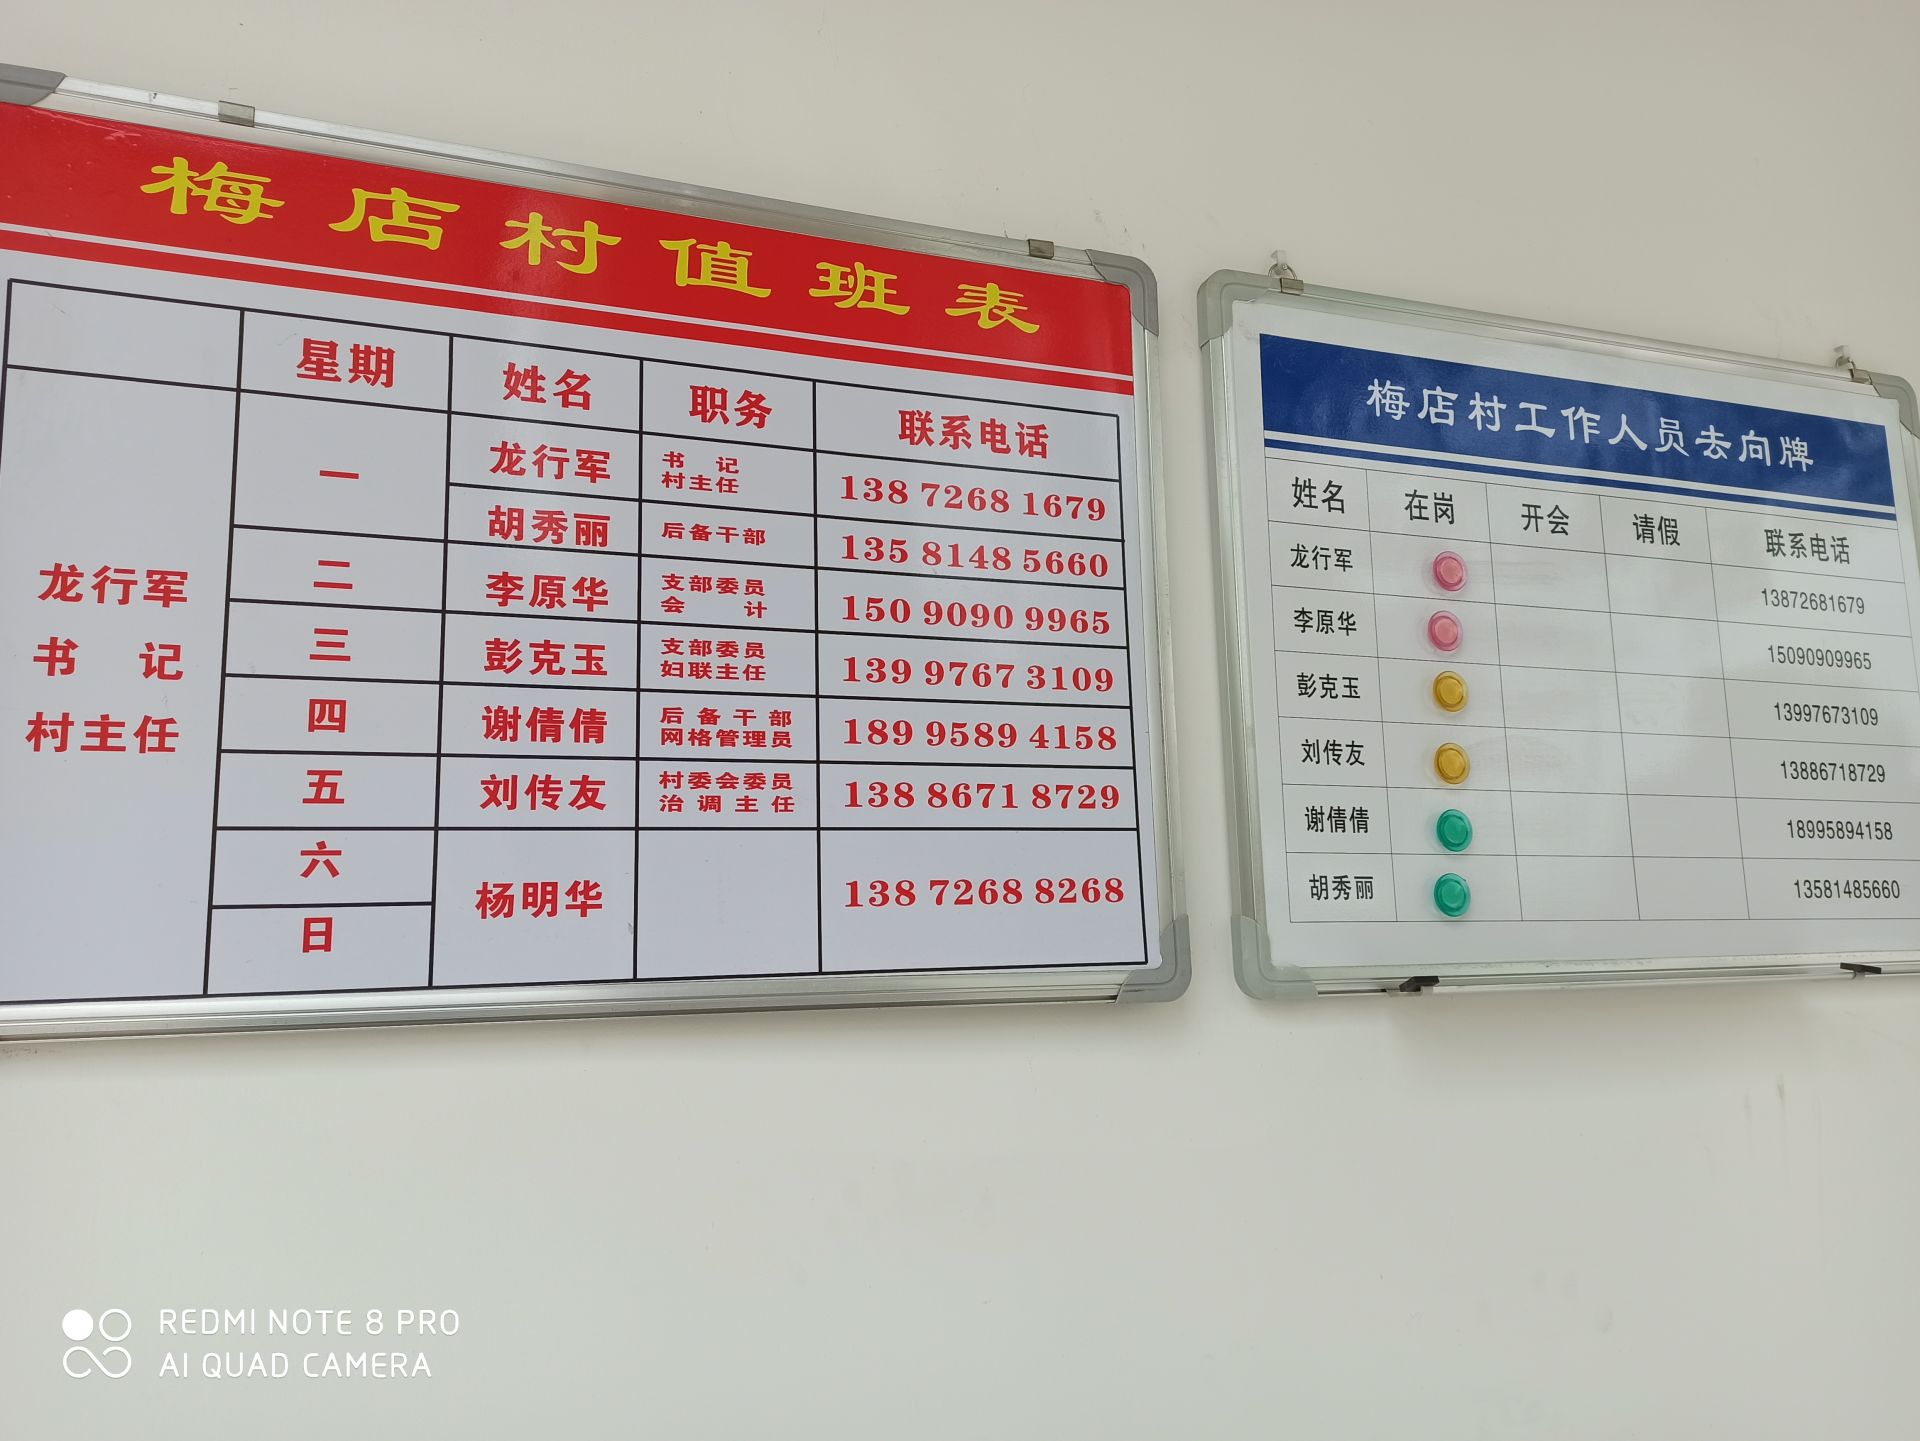 梅店村值班表
星期 姓名 职务 联系电话
龙行军
书记
村主任
一 龙行军 书记
村主任 138 7268 1679
胡秀丽 后备干部 135 8148 5660
二 李原华 支部委员
会计 150 9090 9965
三 彭克玉 支部委员
妇联主任 139 9767 3109
四 谢倩倩 后备干部
网格管理员 189 9589 4158
五 刘传友 村委会委员
治调主任 138 8671 8729
六
日 杨明华 138 7268 8268
梅店村工作人员去向牌
姓名 在岗 开会 请假 联系电话
龙行军 13872681679
李原华 15090909965
彭克玉 13997673109
刘传友 13886718729
谢倩倩 18995894158
胡秀丽 13581485660
REDMI NOTE 8 PRO
AI QUAD CAMERA